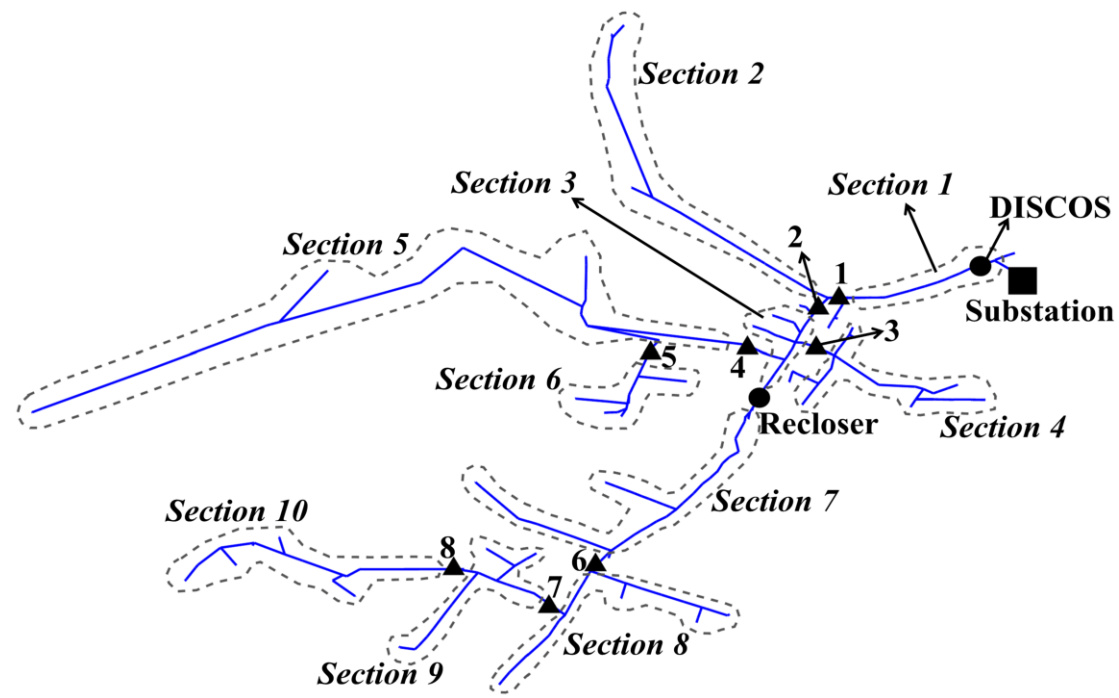 Section 2
Section 3
Section 1
DISCOS
Section 5
2
1
Substation
3
5
4
Section 6
Recloser
Section 4
Section 7
Section 10
8
6
7
Section 8
Section 9